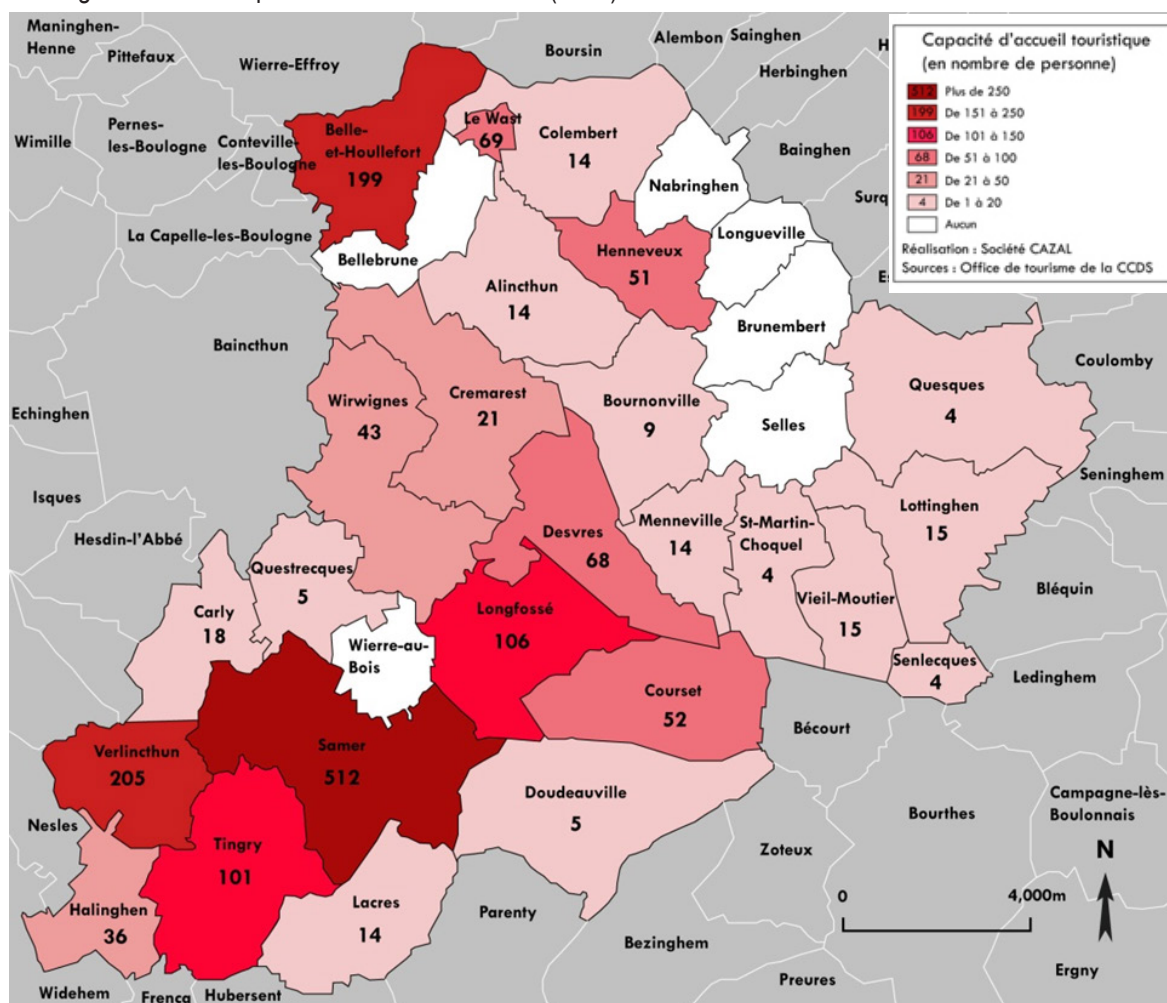 Maninghen-
Henne
Pittefaux
Wierre-Effroy
Boursin
Alembon
Sainghen
Herbinghen
Wimille
Pernes-
les-Boulogne
Conteville-
les-Boulogne
Belle-
et-Houllefort
199
Le Wast
69
Colembert
14
Bainghen
Nabringhen
Surq
La Capelle-les-Boulogne
Bellebrune
Henneveux
51
Longueville
Alincthun
14
Brunembert
Baincthun
Coulomby
Echinghen
Wirwignes
43
Cremarest
21
Bournonville
9
Selles
Quesques
4
Seninghem
Isques
Hesdin-l'Abbé
Desvres
68
Menneville
14
St-Martin-
Choquel
4
Lottinghen
15
Bléquin
Questrecques
5
Carly
18
Longfossé
106
Vieil-Moutier
15
Wierre-au-
Bois
Senlecques
4
Ledinghem
Courset
52
Bécourt
Verlincthun
205
Samer
512
Doudeauville
5
Bourthes
Campagne-lès-
Boulonnais
Nesles
Tingry
101
Zoteux
N
Halinghen
36
Lacres
14
Parenty
0
4,000m
Bezinghem
Preures
Ergny
Widehem
Frencq
Hubersent
Capacité d'accueil touristique
(en nombre de personne)
512 Plus de 250
199 De 151 à 250
106 De 101 à 150
68 De 51 à 100
21 De 21 à 50
4 De 1 à 20
Aucun
Réalisation : Société CAZAL
Sources : Office de tourisme de la CCDS